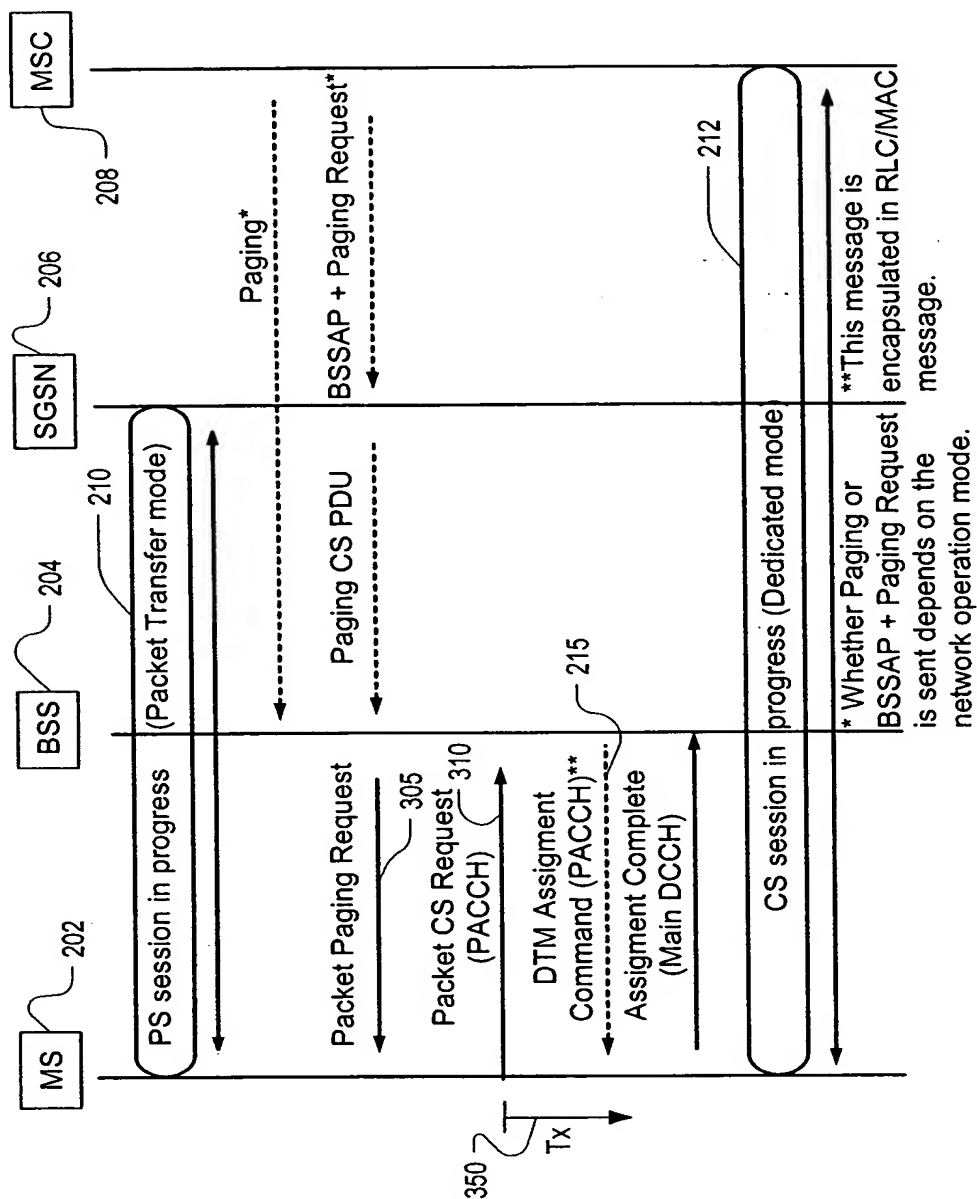 MS
202
BSS
204
SGSN
206
MSC
208
210
PS session in progress (Packet Transfer mode)
Paging*
BSSAP + Paging Request*
Paging CS PDU
Packet Paging Request
305
Packet CS Request
(PACCH)
310
350
Tx
DTM Assigment
Command (PACCH)**
215
Assigment Complete
(Main DCCH)
212
CS session in progress (Dedicated mode)
* Whether Paging or
BSSAP + Paging Request
is sent depends on the
network operation mode.
**This message is
encapsulated in RLC/MAC
message.